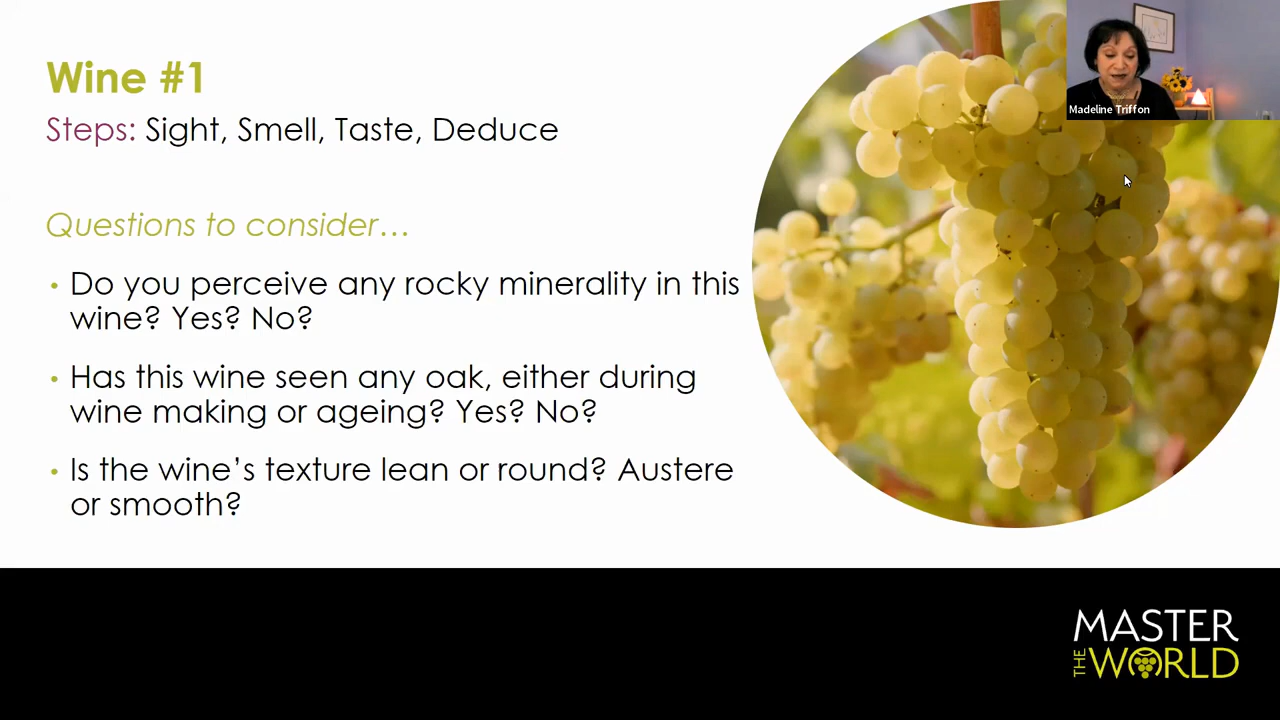 Wine #1
Steps: Sight, Smell, Taste, Deduce
Questions to consider…
• Do you perceive any rocky minerality in this
wine? Yes? No?
• Has this wine seen any oak, either during
wine making or ageing? Yes? No?
• Is the wine’s texture lean or round? Austere
or smooth?
Madeline Triffon
MASTER
THE WORLD